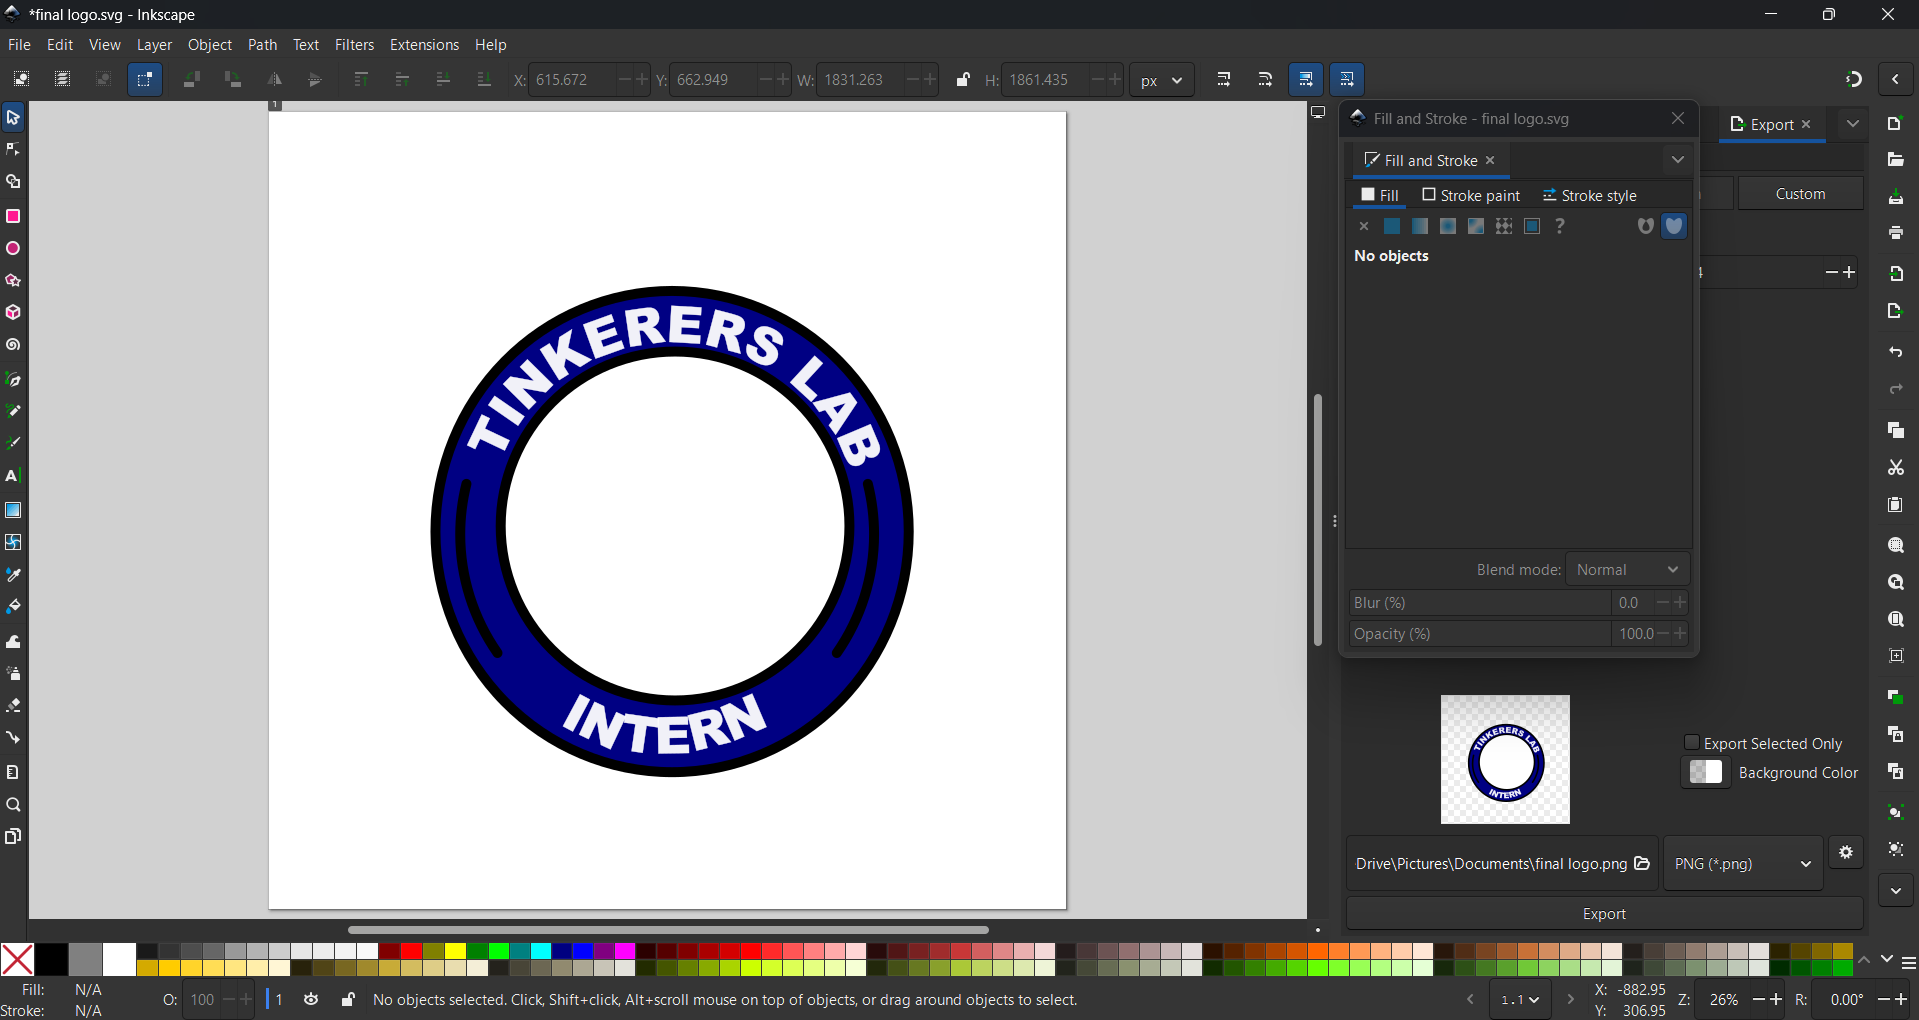 *final logo.svg - Inkscape
File Edit View Layer Object Path Text Filters Extensions Help
X: 615.672 Y: 662.949 W: 1831.263 H: 1861.435 px
1
Fill and Stroke - final logo.svg
Export
Fill and Stroke
Fill Stroke paint Stroke style
Custom
?
No objects
4
TINKERERS LAB
INTERN
Blend mode: Normal
Blur (%) 0.0
Opacity (%) 100.0
TINKERERS LAB
INTERN
Export Selected Only
Background Color
Drive\Pictures\Documents\final logo.png PNG (*.png)
Export
Fill: N/A
Stroke: N/A
O: 100
1
No objects selected. Click, Shift+click, Alt+scroll mouse on top of objects, or drag around objects to select.
1.1
X: -882.95
Y: 306.95
Z: 26%
R: 0.00°